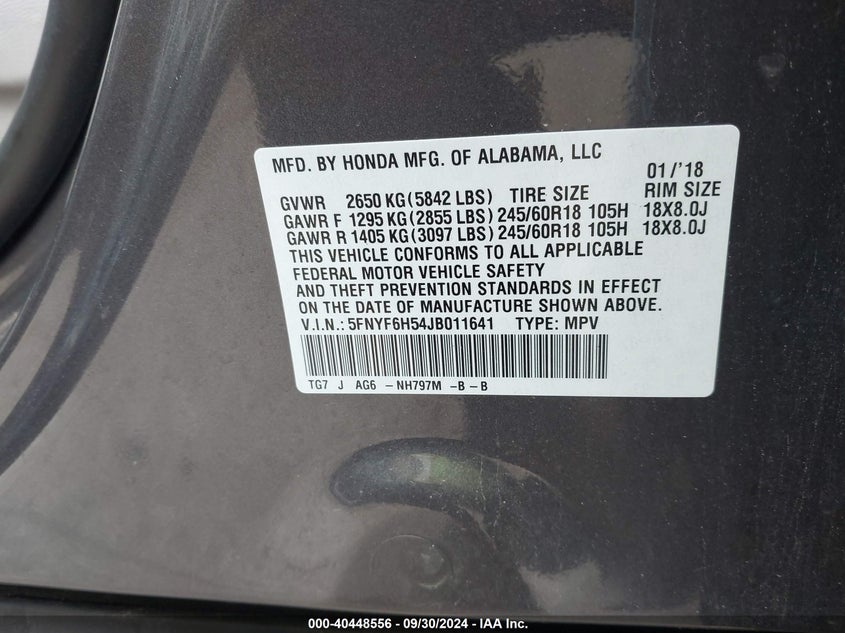 MFD. BY HONDA MFG. OF ALABAMA, LLC 01/'18
GVWR 2650 KG(5842 LBS) TIRE SIZE RIM SIZE
GAWR F 1295 KG(2855 LBS) 245/60R18 105H 18X8.0J
GAWR R 1405 KG(3097 LBS) 245/60R18 105H 18X8.0J
THIS VEHICLE CONFORMS TO ALL APPLICABLE
FEDERAL MOTOR VEHICLE SAFETY
AND THEFT PREVENTION STANDARDS IN EFFECT
ON THE DATE OF MANUFACTURE SHOWN ABOVE.
V.I.N.: 5FNYF6H54JB011641 TYPE: MPV
TG7 J AG6 - NH797M - B - B
000-40448556 - 09/30/2024 - IAA Inc.